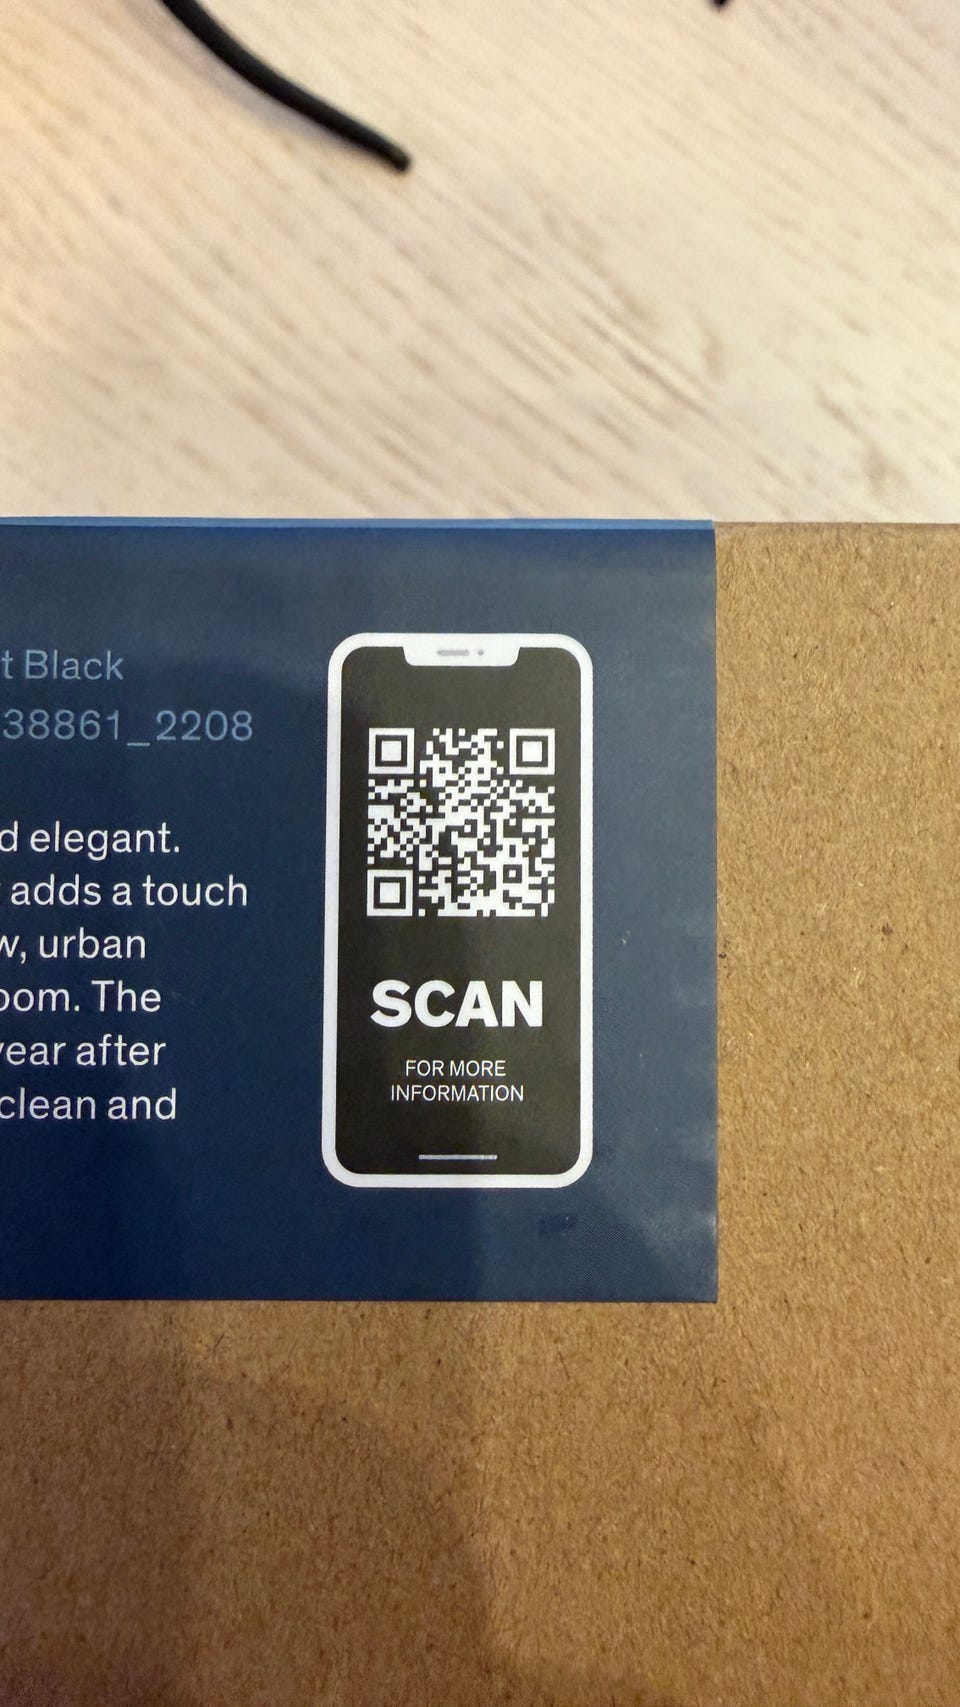 t Black
38861_2208
d elegant.
adds a touch
w, urban
oom. The
year after
clean and
SCAN
FOR MORE
INFORMATION